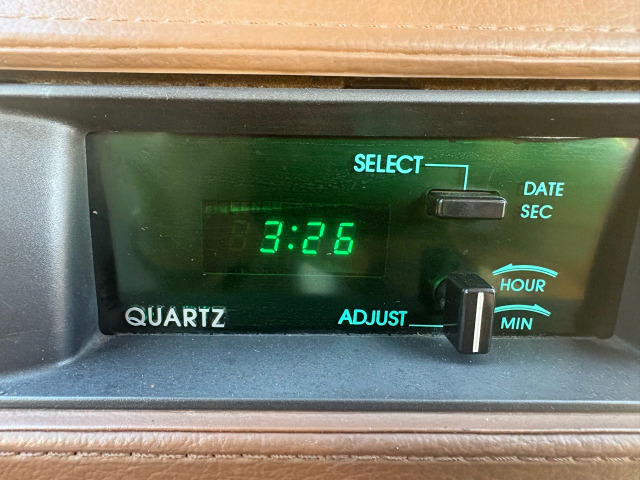 SELECT
DATE
SEC
3:26
HOUR
QUARTZ
ADJUST
MIN